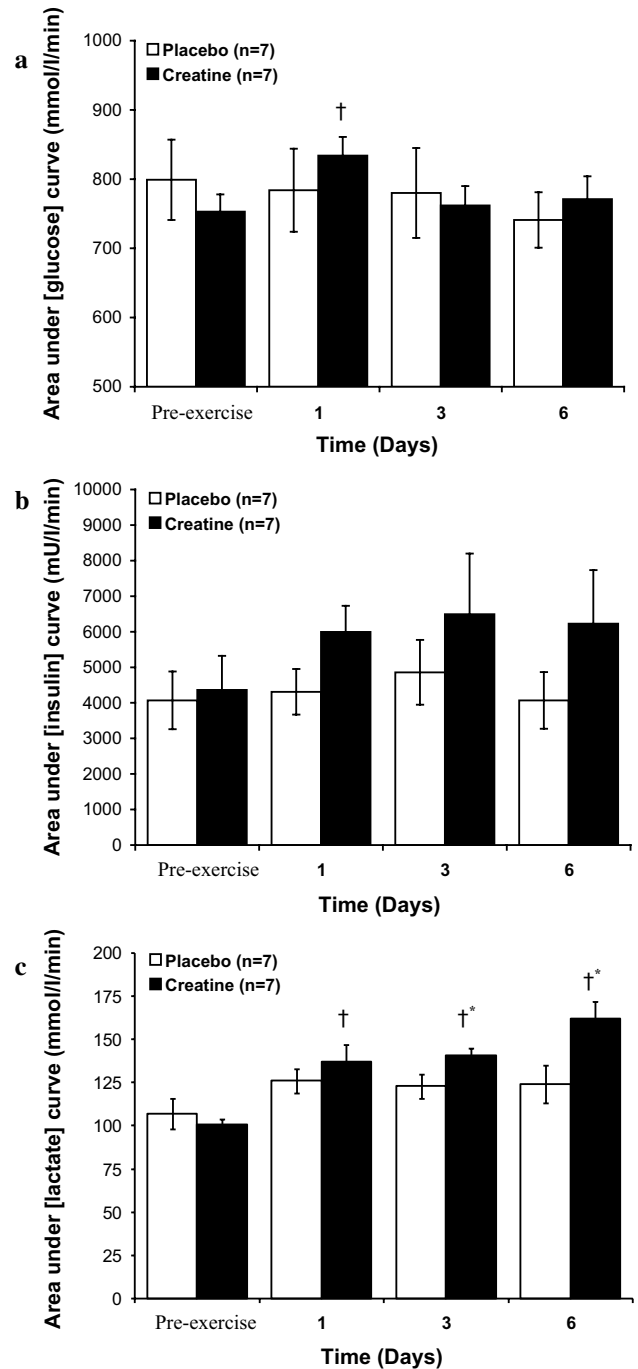 a
Area under [glucose] curve (mmol/l/min)
1000
900
800
700
600
500
Placebo (n=7)
Creatine (n=7)
†
Pre-exercise 1 3 6
Time (Days)
b
Area under [insulin] curve (mU/l/min)
10000
9000
8000
7000
6000
5000
4000
3000
2000
1000
0
Placebo (n=7)
Creatine (n=7)
Pre-exercise 1 3 6
Time (Days)
c
Area under [lactate] curve (mmol/l/min)
200
175
150
125
100
75
50
25
0
Placebo (n=7)
Creatine (n=7)
† †* †*
Pre-exercise 1 3 6
Time (Days)